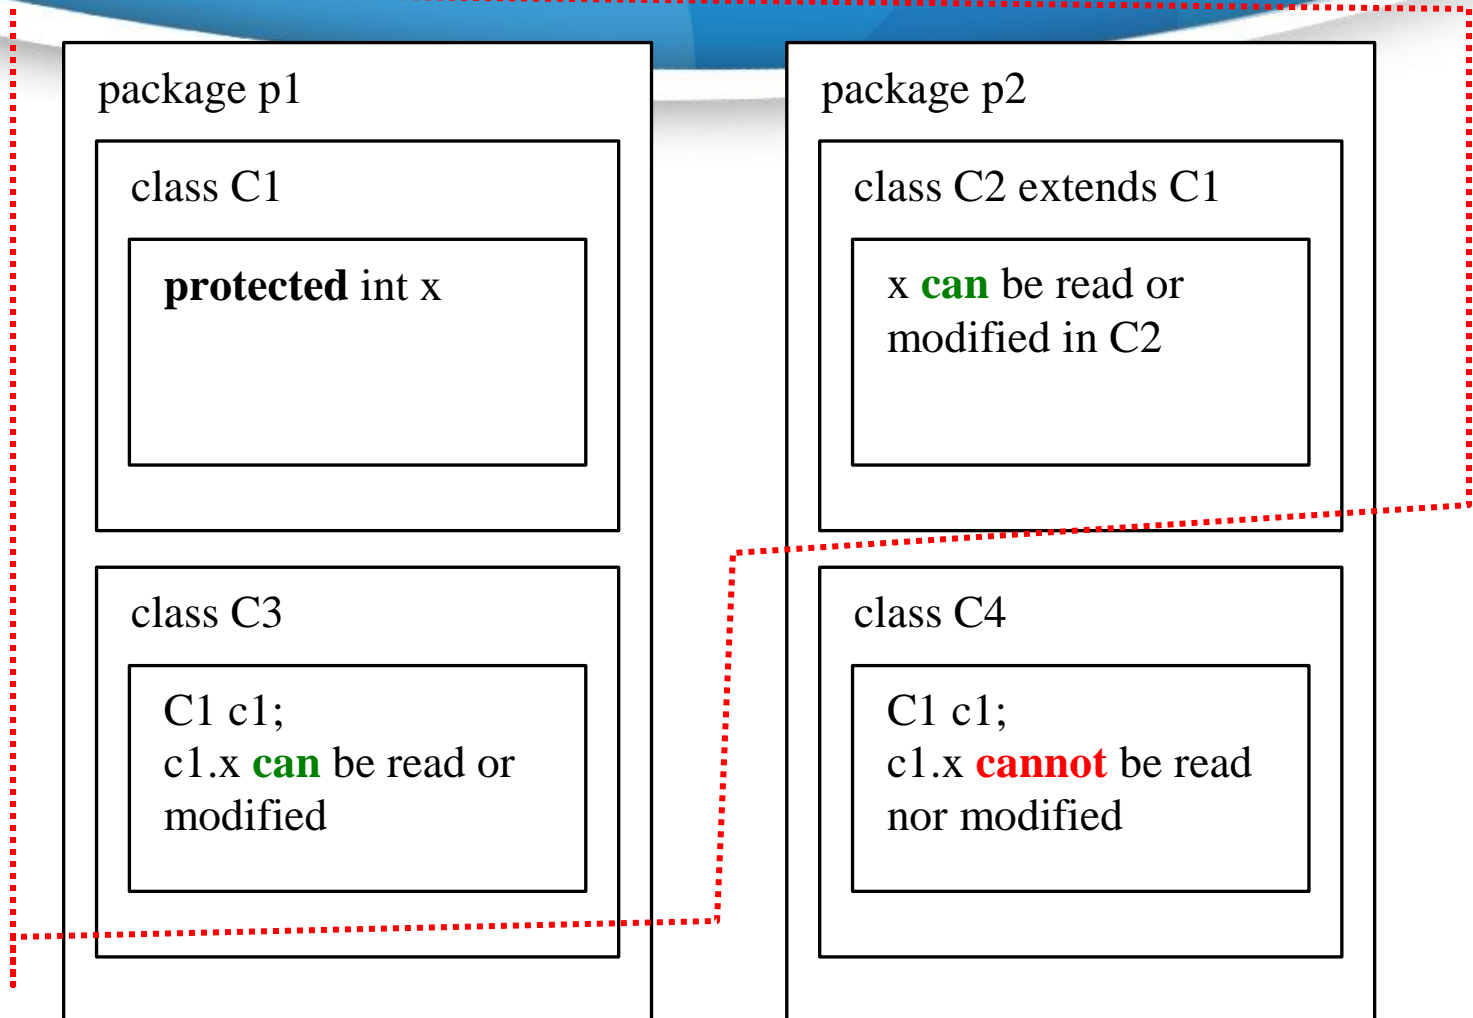 package p1
class C1
protected int x
class C3
C1 c1;
c1.x can be read or
modified
package p2
class C2 extends C1
x can be read or
modified in C2
class C4
C1 c1;
c1.x cannot be read
nor modified